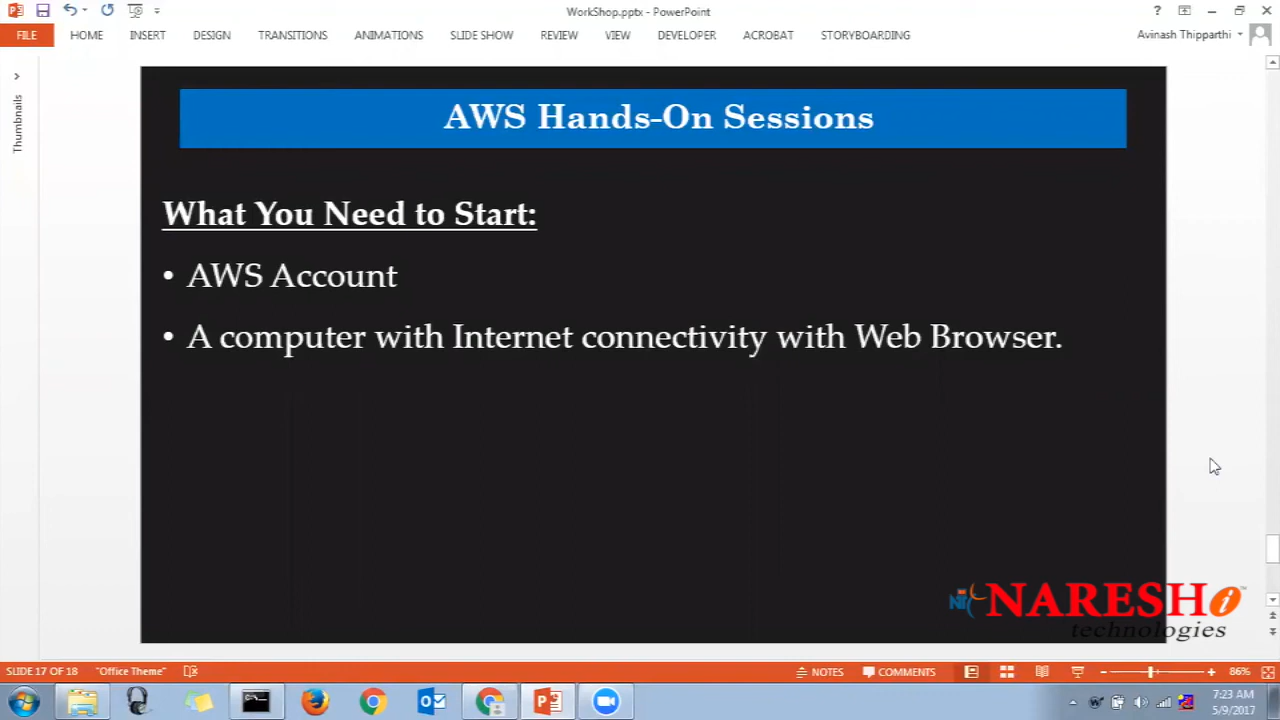 WorkShop.pptx - PowerPoint
FILE HOME INSERT DESIGN TRANSITIONS ANIMATIONS SLIDE SHOW REVIEW VIEW DEVELOPER ACROBAT STORYBOARDING Avinash Thipparthi
Thumbnails
AWS Hands-On Sessions
What You Need to Start:
• AWS Account
• A computer with Internet connectivity with Web Browser.
NARESH i
technologies
SLIDE 17 OF 18 "Office Theme" NOTES COMMENTS 86%
7:23 AM
5/9/2017